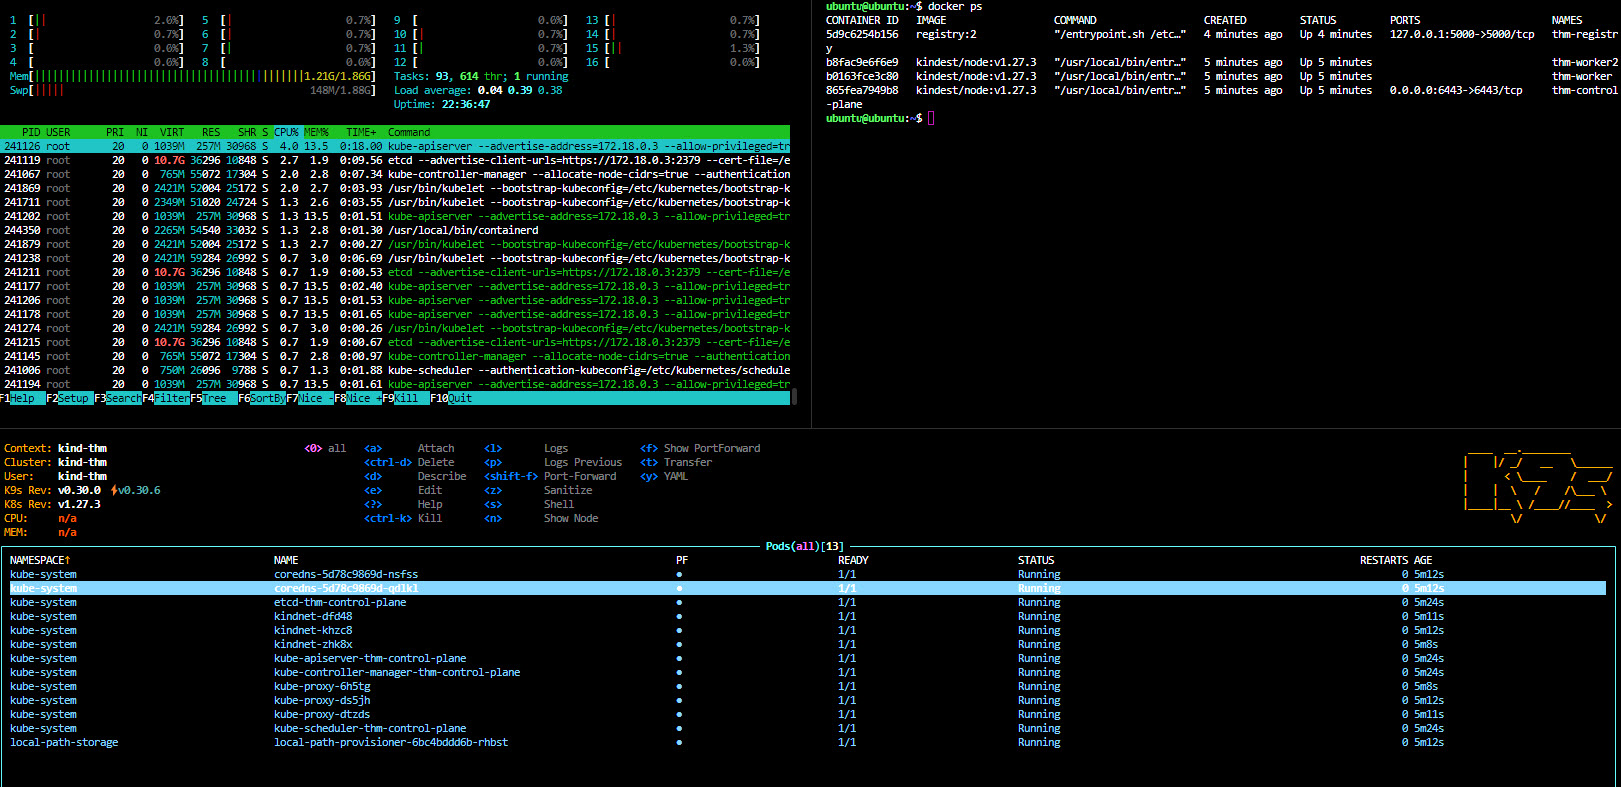 1 [|| 2.0%] 5 [| 0.7%] 9 [ 0.0%] 13 [| 0.7%]
2 [| 0.7%] 6 [| 0.7%] 10 [| 0.7%] 14 [| 0.7%]
3 [ 0.0%] 7 [| 0.7%] 11 [| 0.7%] 15 [|| 1.3%]
4 [ 0.0%] 8 [ 0.0%] 12 [ 0.0%] 16 [ 0.0%]
Mem[1.21G/1.86G] Tasks: 93, 614 thr; 1 running
Swp[||||| 148M/1.88G] Load average: 0.04 0.39 0.38
Uptime: 22:36:47
PID USER PRI NI VIRT RES SHR S CPU% MEM% TIME+ Command
241126 root 20 0 1039M 257M 30968 S 4.0 13.5 0:18.00 kube-apiserver --advertise-address=172.18.0.3 --allow-privileged=tr
241119 root 20 0 10.7G 36296 10848 S 2.7 1.9 0:09.56 etcd --advertise-client-urls=https://172.18.0.3:2379 --cert-file=/e
241067 root 20 0 765M 55072 17304 S 2.0 2.8 0:07.34 kube-controller-manager --allocate-node-cidrs=true --authentication
241869 root 20 0 2421M 52004 25172 S 2.0 2.7 0:03.93 /usr/bin/kubelet --bootstrap-kubeconfig=/etc/kubernetes/bootstrap-k
241711 root 20 0 2349M 51020 24724 S 1.3 2.6 0:03.55 /usr/bin/kubelet --bootstrap-kubeconfig=/etc/kubernetes/bootstrap-k
241202 root 20 0 1039M 257M 30968 S 1.3 13.5 0:01.51 kube-apiserver --advertise-address=172.18.0.3 --allow-privileged=tr
244350 root 20 0 2265M 54540 33032 S 1.3 2.8 0:01.30 /usr/local/bin/containerd
241879 root 20 0 2421M 52004 25172 S 1.3 2.7 0:00.27 /usr/bin/kubelet --bootstrap-kubeconfig=/etc/kubernetes/bootstrap-k
241238 root 20 0 2421M 59284 26992 S 0.7 3.0 0:06.69 /usr/bin/kubelet --bootstrap-kubeconfig=/etc/kubernetes/bootstrap-k
241211 root 20 0 10.7G 36296 10848 S 0.7 1.9 0:00.53 etcd --advertise-client-urls=https://172.18.0.3:2379 --cert-file=/e
241177 root 20 0 1039M 257M 30968 S 0.7 13.5 0:02.40 kube-apiserver --advertise-address=172.18.0.3 --allow-privileged=tr
241206 root 20 0 1039M 257M 30968 S 0.7 13.5 0:01.53 kube-apiserver --advertise-address=172.18.0.3 --allow-privileged=tr
241178 root 20 0 1039M 257M 30968 S 0.7 13.5 0:01.65 kube-apiserver --advertise-address=172.18.0.3 --allow-privileged=tr
241274 root 20 0 2421M 59284 26992 S 0.7 3.0 0:00.26 /usr/bin/kubelet --bootstrap-kubeconfig=/etc/kubernetes/bootstrap-k
241215 root 20 0 10.7G 36296 10848 S 0.7 1.9 0:00.67 etcd --advertise-client-urls=https://172.18.0.3:2379 --cert-file=/e
241145 root 20 0 765M 55072 17304 S 0.7 2.8 0:00.97 kube-controller-manager --allocate-node-cidrs=true --authentication
241006 root 20 0 750M 26096 9788 S 0.7 1.3 0:01.88 kube-scheduler --authentication-kubeconfig=/etc/kubernetes/schedule
241194 root 20 0 1039M 257M 30968 S 0.7 13.5 0:01.61 kube-apiserver --advertise-address=172.18.0.3 --allow-privileged=tr
F1Help F2Setup F3SearchF4FilterF5Tree F6SortByF7Nice -F8Nice +F9Kill F10Quit
ubuntu@ubuntu:~$ docker ps
CONTAINER ID IMAGE COMMAND CREATED STATUS PORTS NAMES
5d9c6254b156 registry:2 "/entrypoint.sh /etc…" 4 minutes ago Up 4 minutes 127.0.0.1:5000->5000/tcp thm-registr
y
b8fac9e6f6e9 kindest/node:v1.27.3 "/usr/local/bin/entr…" 5 minutes ago Up 5 minutes thm-worker2
b0163fce3c80 kindest/node:v1.27.3 "/usr/local/bin/entr…" 5 minutes ago Up 5 minutes thm-worker
865fea7949b8 kindest/node:v1.27.3 "/usr/local/bin/entr…" 5 minutes ago Up 5 minutes 0.0.0.0:6443->6443/tcp thm-control
-plane
ubuntu@ubuntu:~$
Context: kind-thm <0> all <a> Attach <l> Logs <f> Show PortForward
Cluster: kind-thm <ctrl-d> Delete <p> Logs Previous <t> Transfer
User: kind-thm <d> Describe <shift-f> Port-Forward <y> YAML
K9s Rev: v0.30.0 ⚡v0.30.6 <e> Edit <z> Sanitize
K8s Rev: v1.27.3 <?> Help <s> Shell
CPU: n/a <ctrl-k> Kill <n> Show Node
MEM: n/a
K9s
Pods(all)[13]
NAMESPACE↑ NAME PF READY STATUS RESTARTS AGE
kube-system coredns-5d78c9869d-nsfss ● 1/1 Running 0 5m12s
kube-system coredns-5d78c9869d-qdlkl ● 1/1 Running 0 5m12s
kube-system etcd-thm-control-plane ● 1/1 Running 0 5m24s
kube-system kindnet-dfd48 ● 1/1 Running 0 5m11s
kube-system kindnet-khzc8 ● 1/1 Running 0 5m12s
kube-system kindnet-zhk8x ● 1/1 Running 0 5m8s
kube-system kube-apiserver-thm-control-plane ● 1/1 Running 0 5m24s
kube-system kube-controller-manager-thm-control-plane ● 1/1 Running 0 5m24s
kube-system kube-proxy-6h5tg ● 1/1 Running 0 5m8s
kube-system kube-proxy-ds5jh ● 1/1 Running 0 5m12s
kube-system kube-proxy-dtzds ● 1/1 Running 0 5m11s
kube-system kube-scheduler-thm-control-plane ● 1/1 Running 0 5m24s
local-path-storage local-path-provisioner-6bc4bddd6b-rhbst ● 1/1 Running 0 5m12s